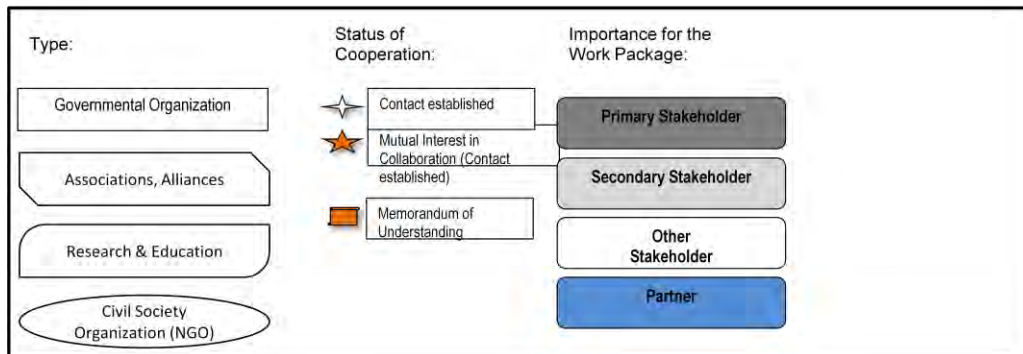 Type:
Governmental Organization
Associations, Alliances
Research & Education
Civil Society
Organization (NGO)
Status of
Cooperation:
Contact established
Mutual Interest in
Collaboration (Contact
established)
Memorandum of
Understanding
Importance for the
Work Package:
Primary Stakeholder
Secondary Stakeholder
Other
Stakeholder
Partner